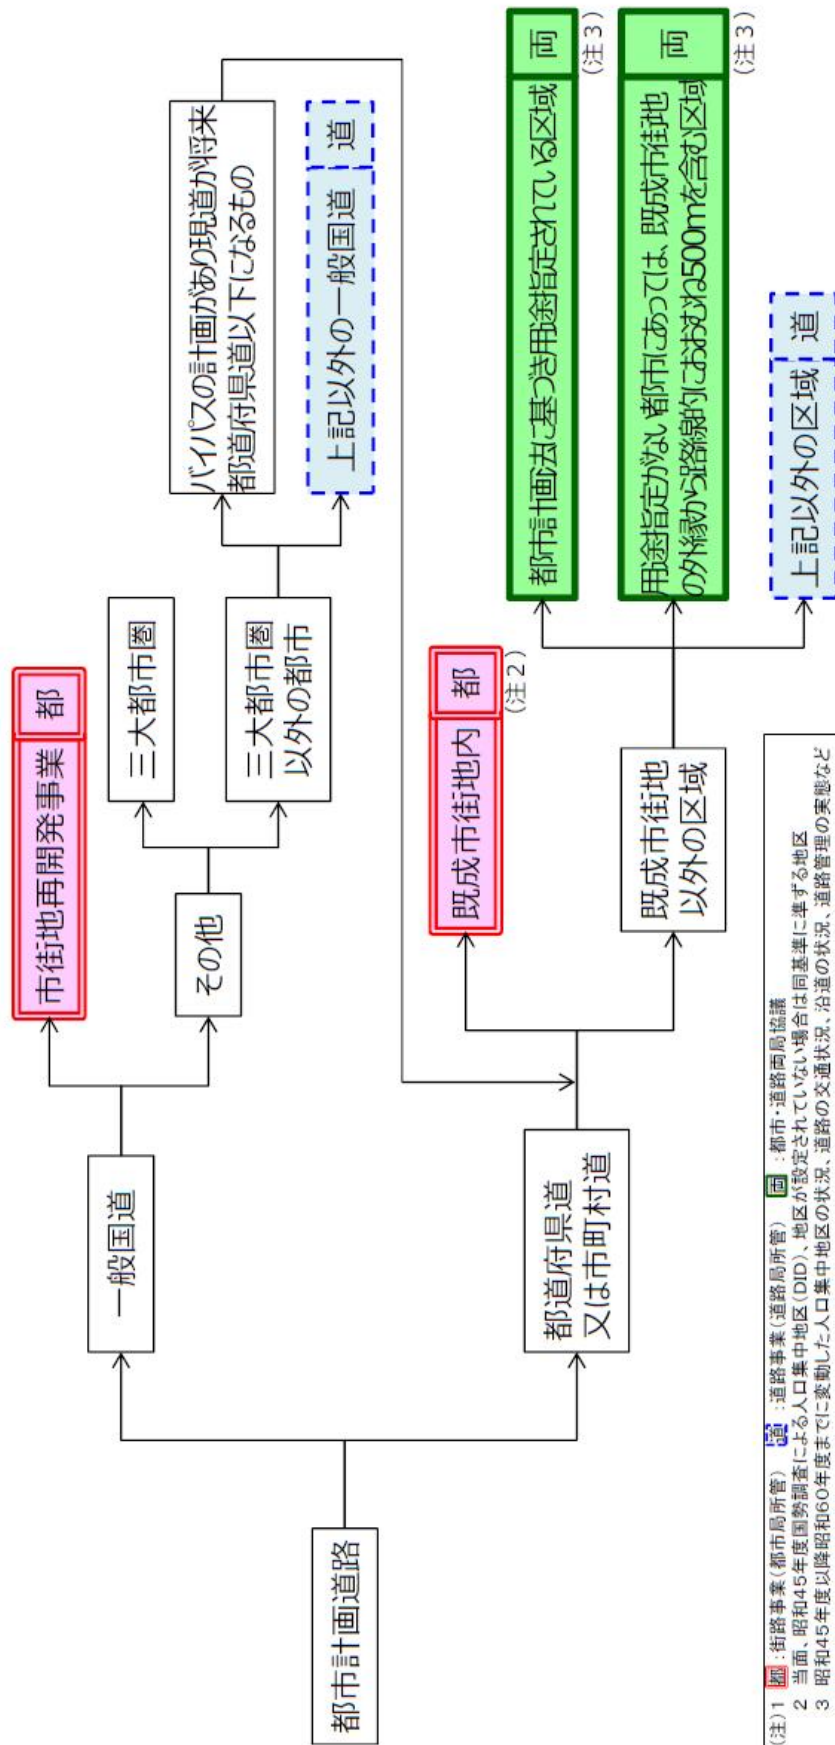 都市計画道路
一般国道
市街地再開発事業 都
その他
三大都市圏
三大都市圏
以外の都市
バイパスの計画があり現道が将来
都道府県道以下になるもの
上記以外の一般国道 道
都道府県道
又は市町村道
既成市街地内 都
(注2)
既成市街地
以外の区域
都市計画法に基づき用途指定されている区域 両
(注3)
用途指定がない都市にあっては、既成市街地
の外縁から路線的におおむね500mを含む区域 両
(注3)
上記以外の区域 道
(注)1 都:街路事業(都市局所管) 道:道路事業(道路局所管) 両:都市・道路両局協議
2 当面、昭和45年度国勢調査による人口集中地区(DID)、地区が設定されていない場合は同基準に準ずる地区
3 昭和45年度以降昭和60年度までに変動した人口集中地区の状況、道路の交通状況、沿道の状況、道路管理の実態など